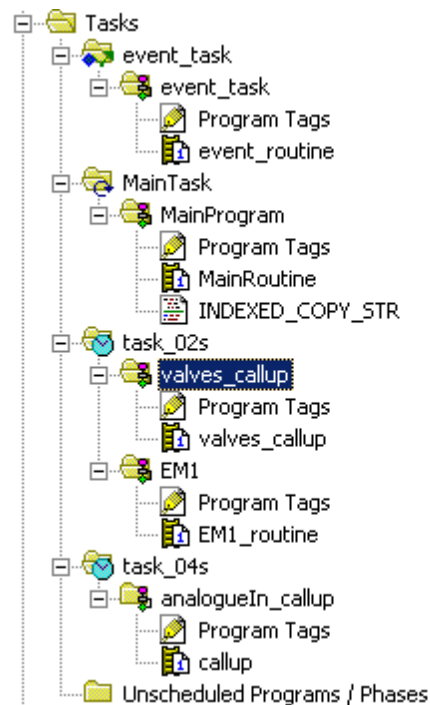 Tasks
event_task
event_task
Program Tags
event_routine
MainTask
MainProgram
Program Tags
MainRoutine
INDEXED_COPY_STR
task_02s
valves_callup
Program Tags
valves_callup
EM1
Program Tags
EM1_routine
task_04s
analogueIn_callup
Program Tags
callup
Unscheduled Programs / Phases